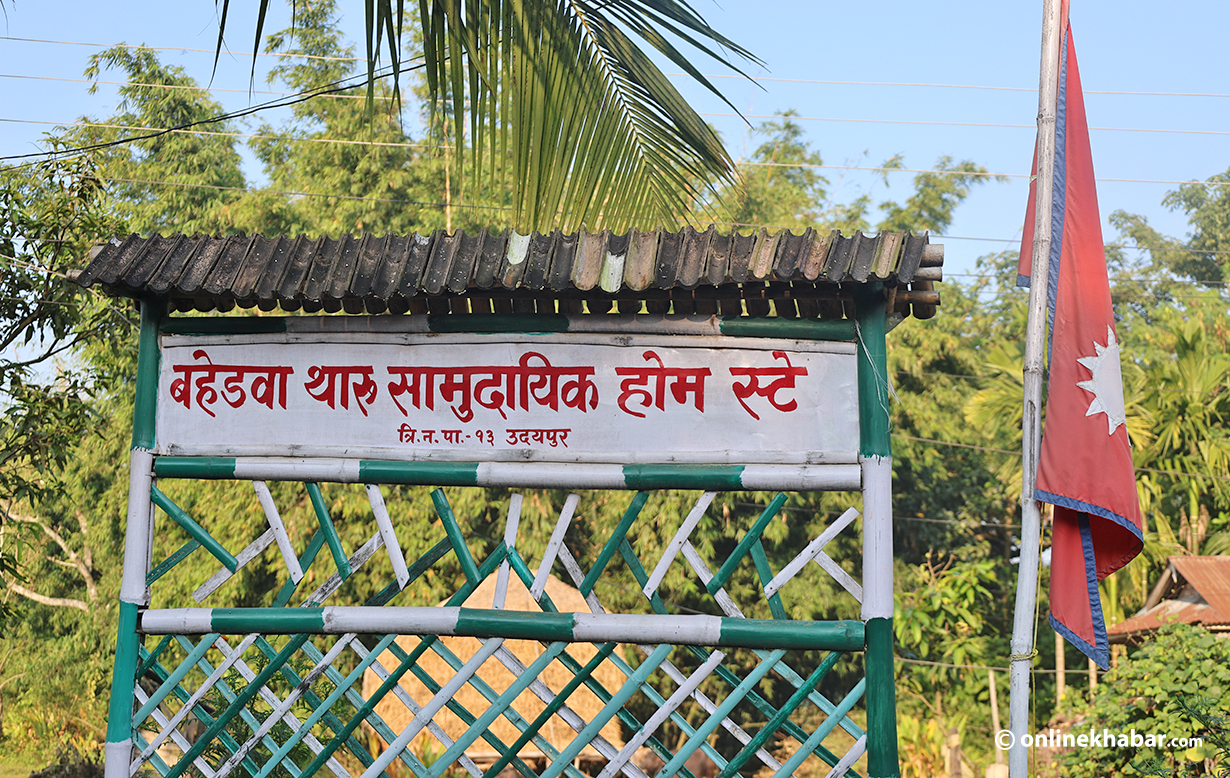 बहेडवा थारू सामुदायिक होम स्टे
त्रि.न.पा.-१३ उदयपुर
© onlinekhabar.com